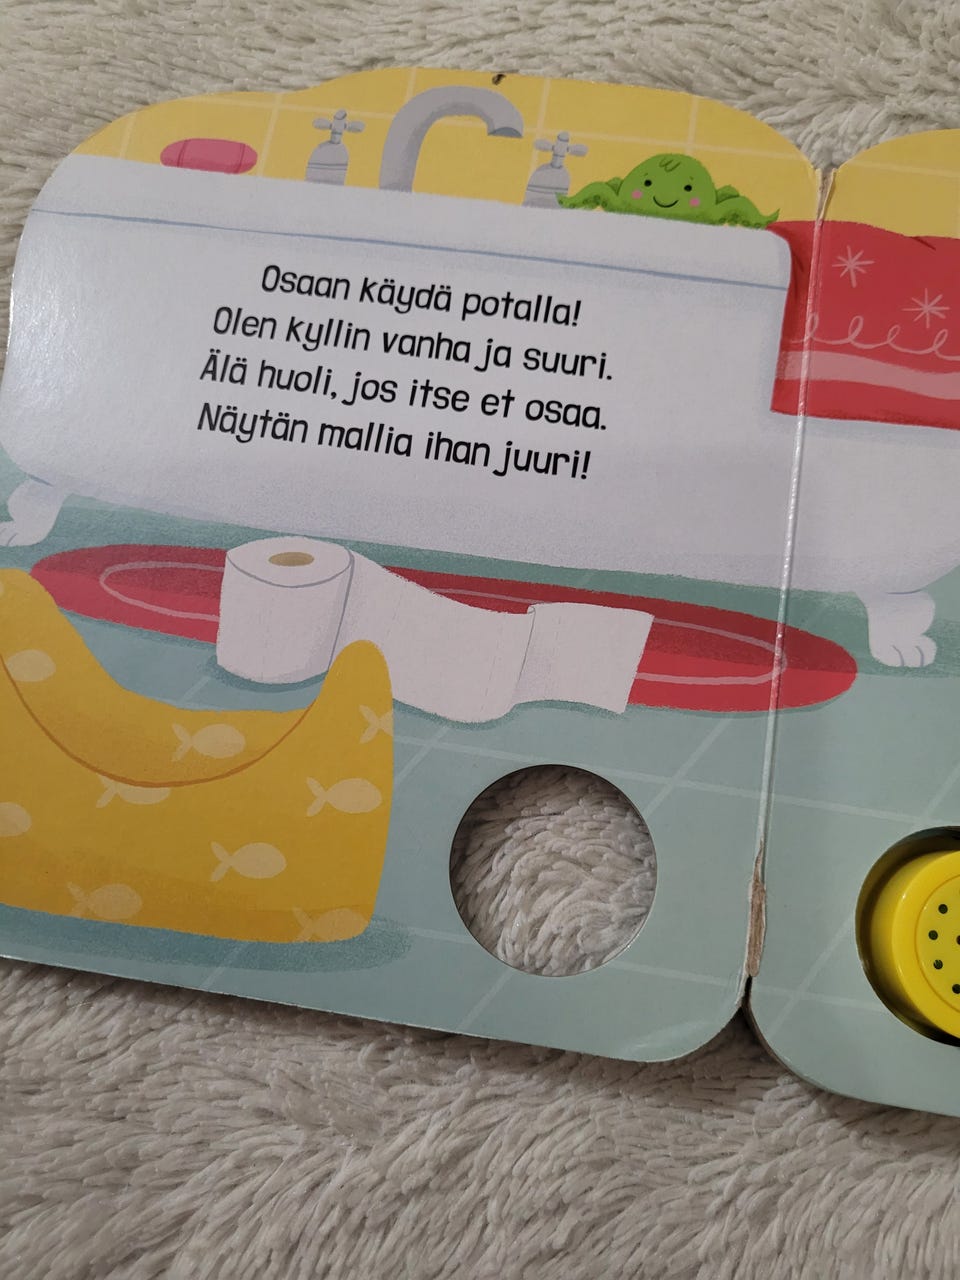 Osaan käydä potalla!
Olen kyllin vanha ja suuri.
Älä huoli, jos itse et osaa.
Näytän mallia ihan juuri!